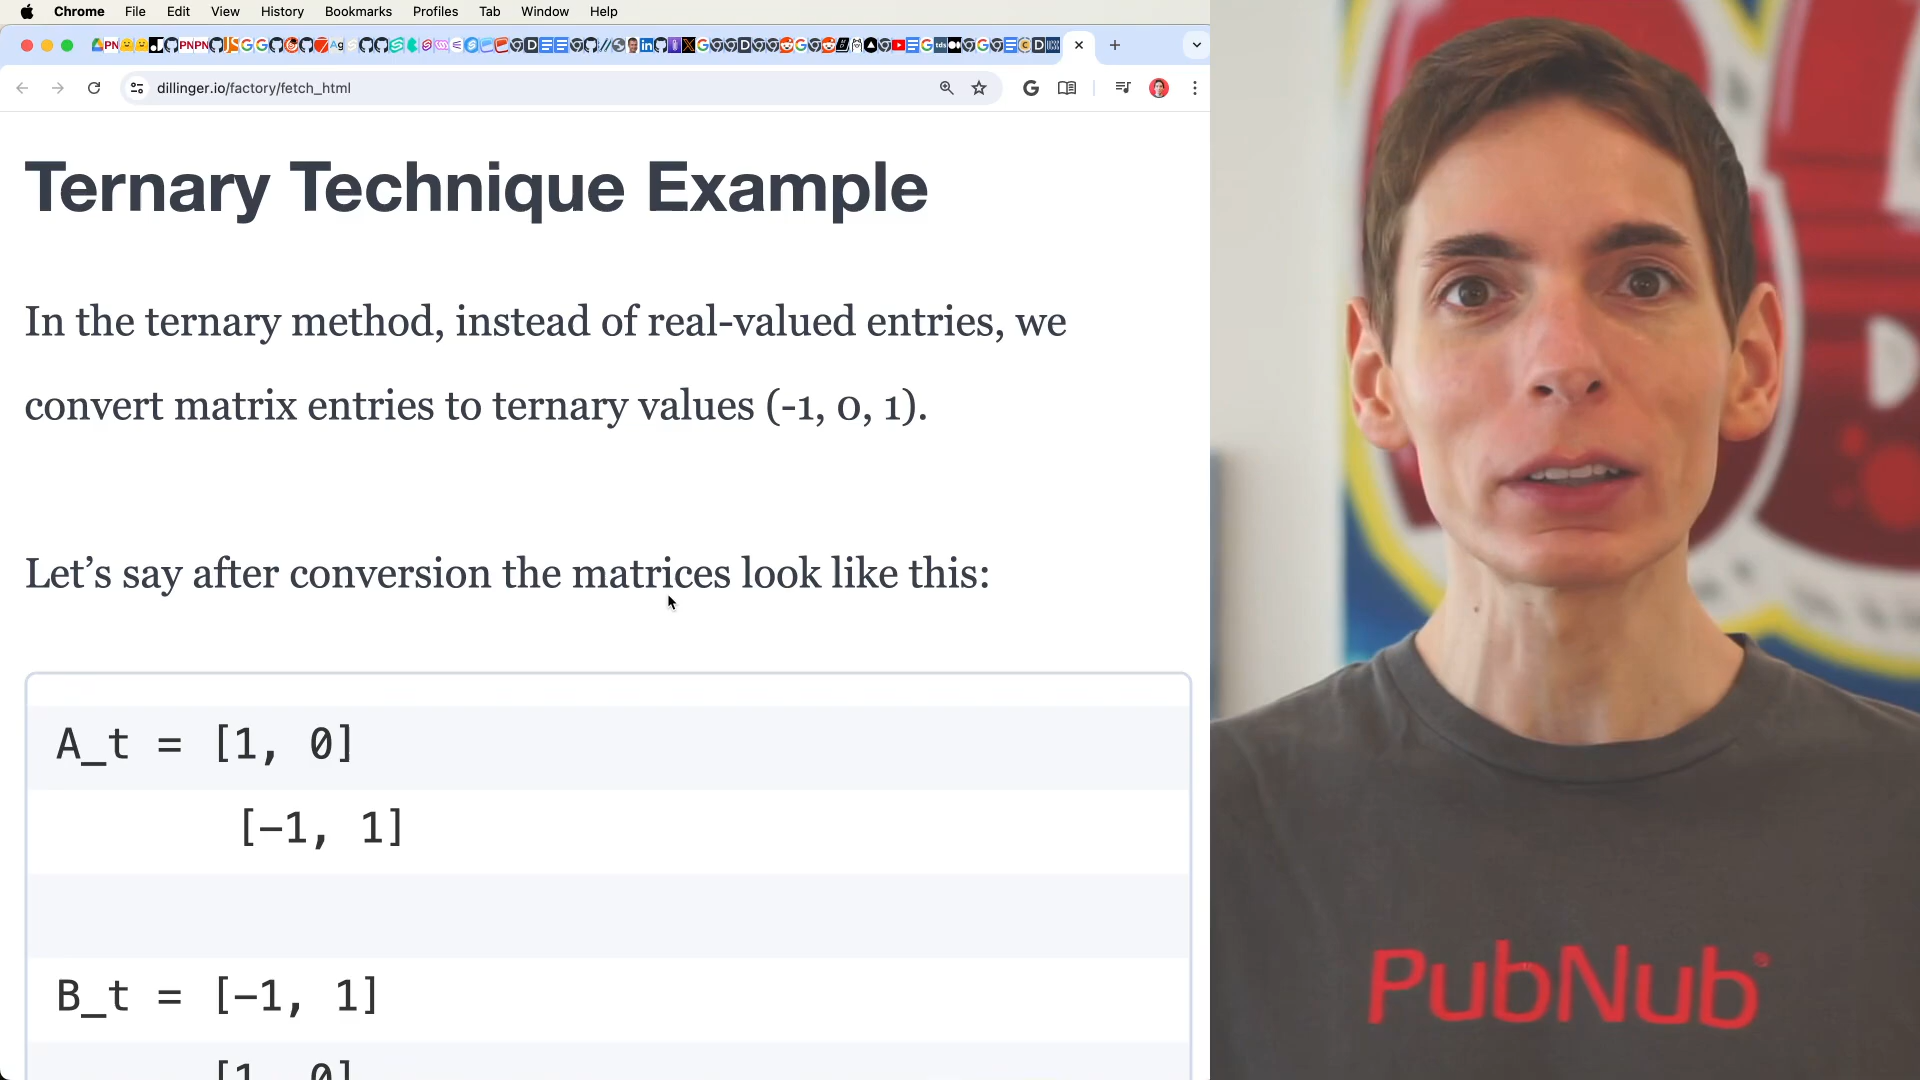 Chrome File Edit View History Bookmarks Profiles Tab Window Help
dillinger.io/factory/fetch_html
Ternary Technique Example
In the ternary method, instead of real-valued entries, we
convert matrix entries to ternary values (-1, 0, 1).
Let’s say after conversion the matrices look like this:
A_t = [1, 0]
[-1, 1]
B_t = [-1, 1]
[1, 0]
PubNub